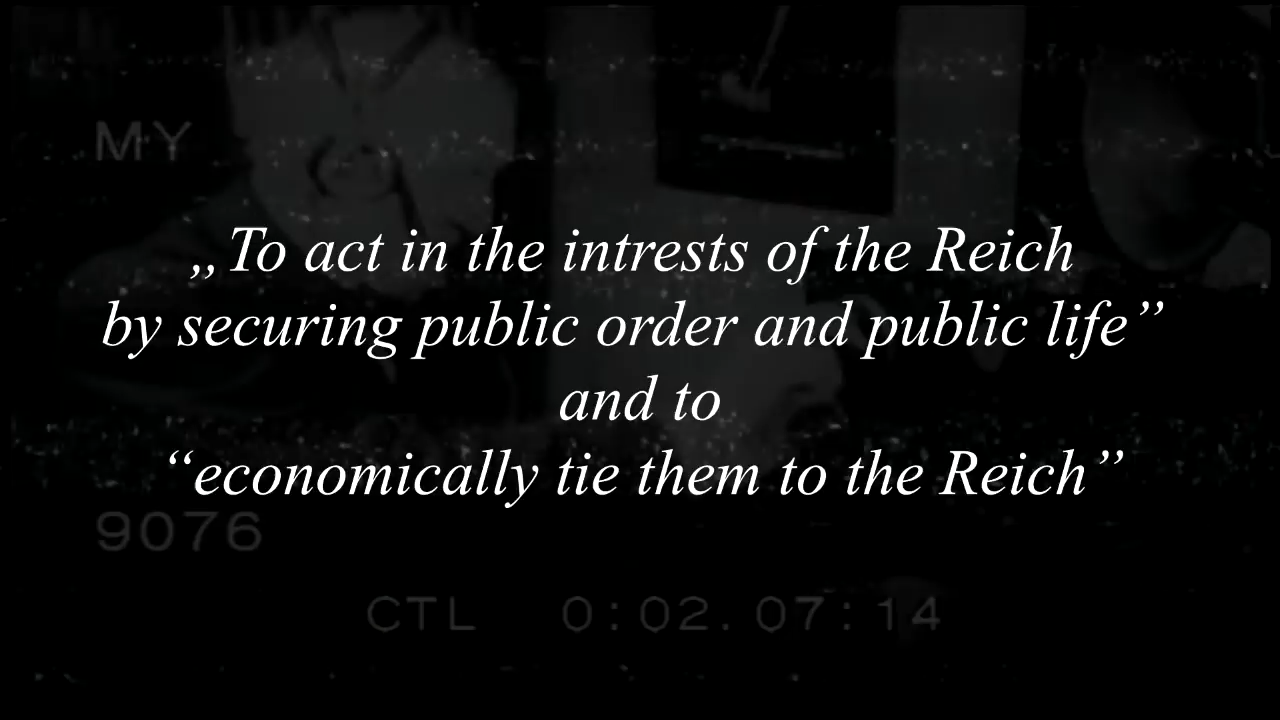 MY
„To act in the intrests of the Reich
by securing public order and public life”
and to
“economically tie them to the Reich”
9076
CTL 0:02.07:14